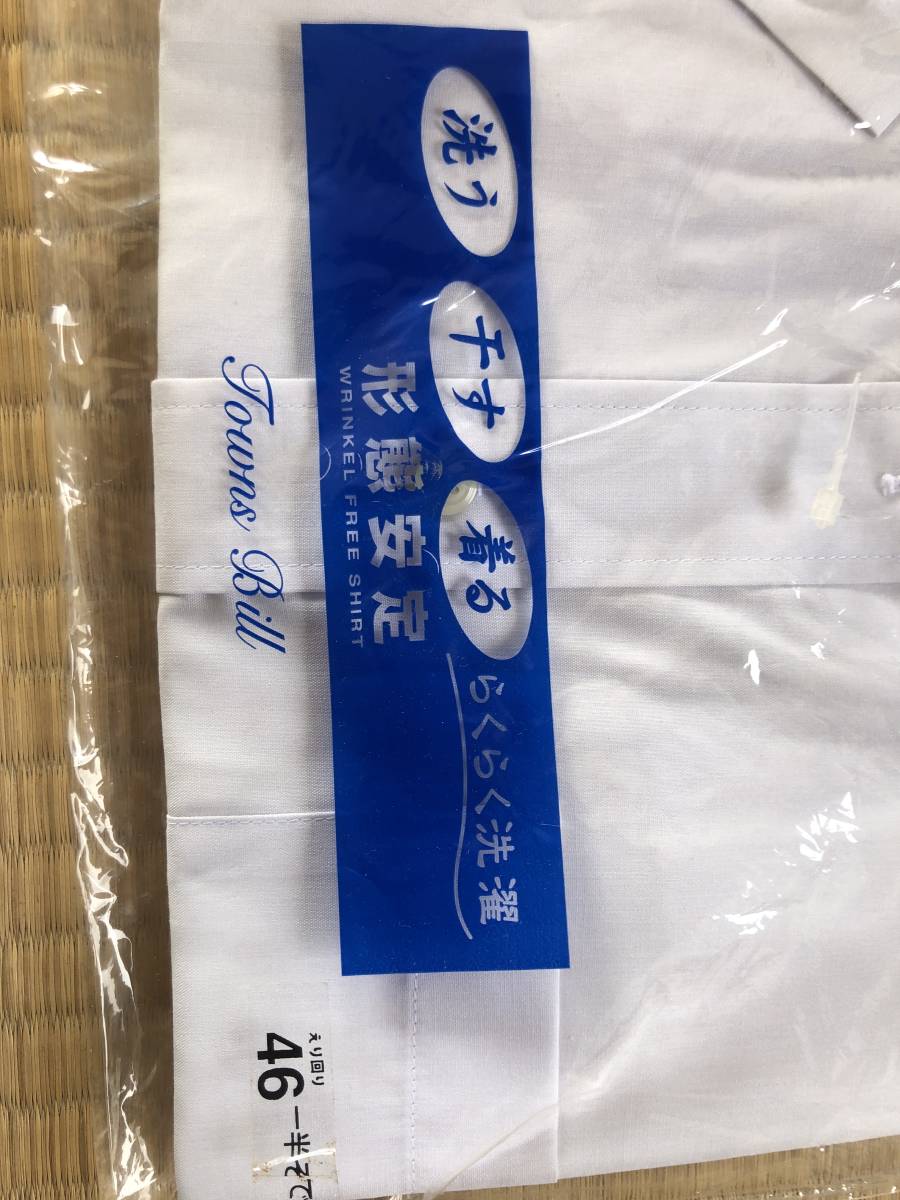 洗う 干す 着る
らくらく洗濯
形態安定
WRINKEL FREE SHIRT
Towns Bill
えり回り
46-半そで